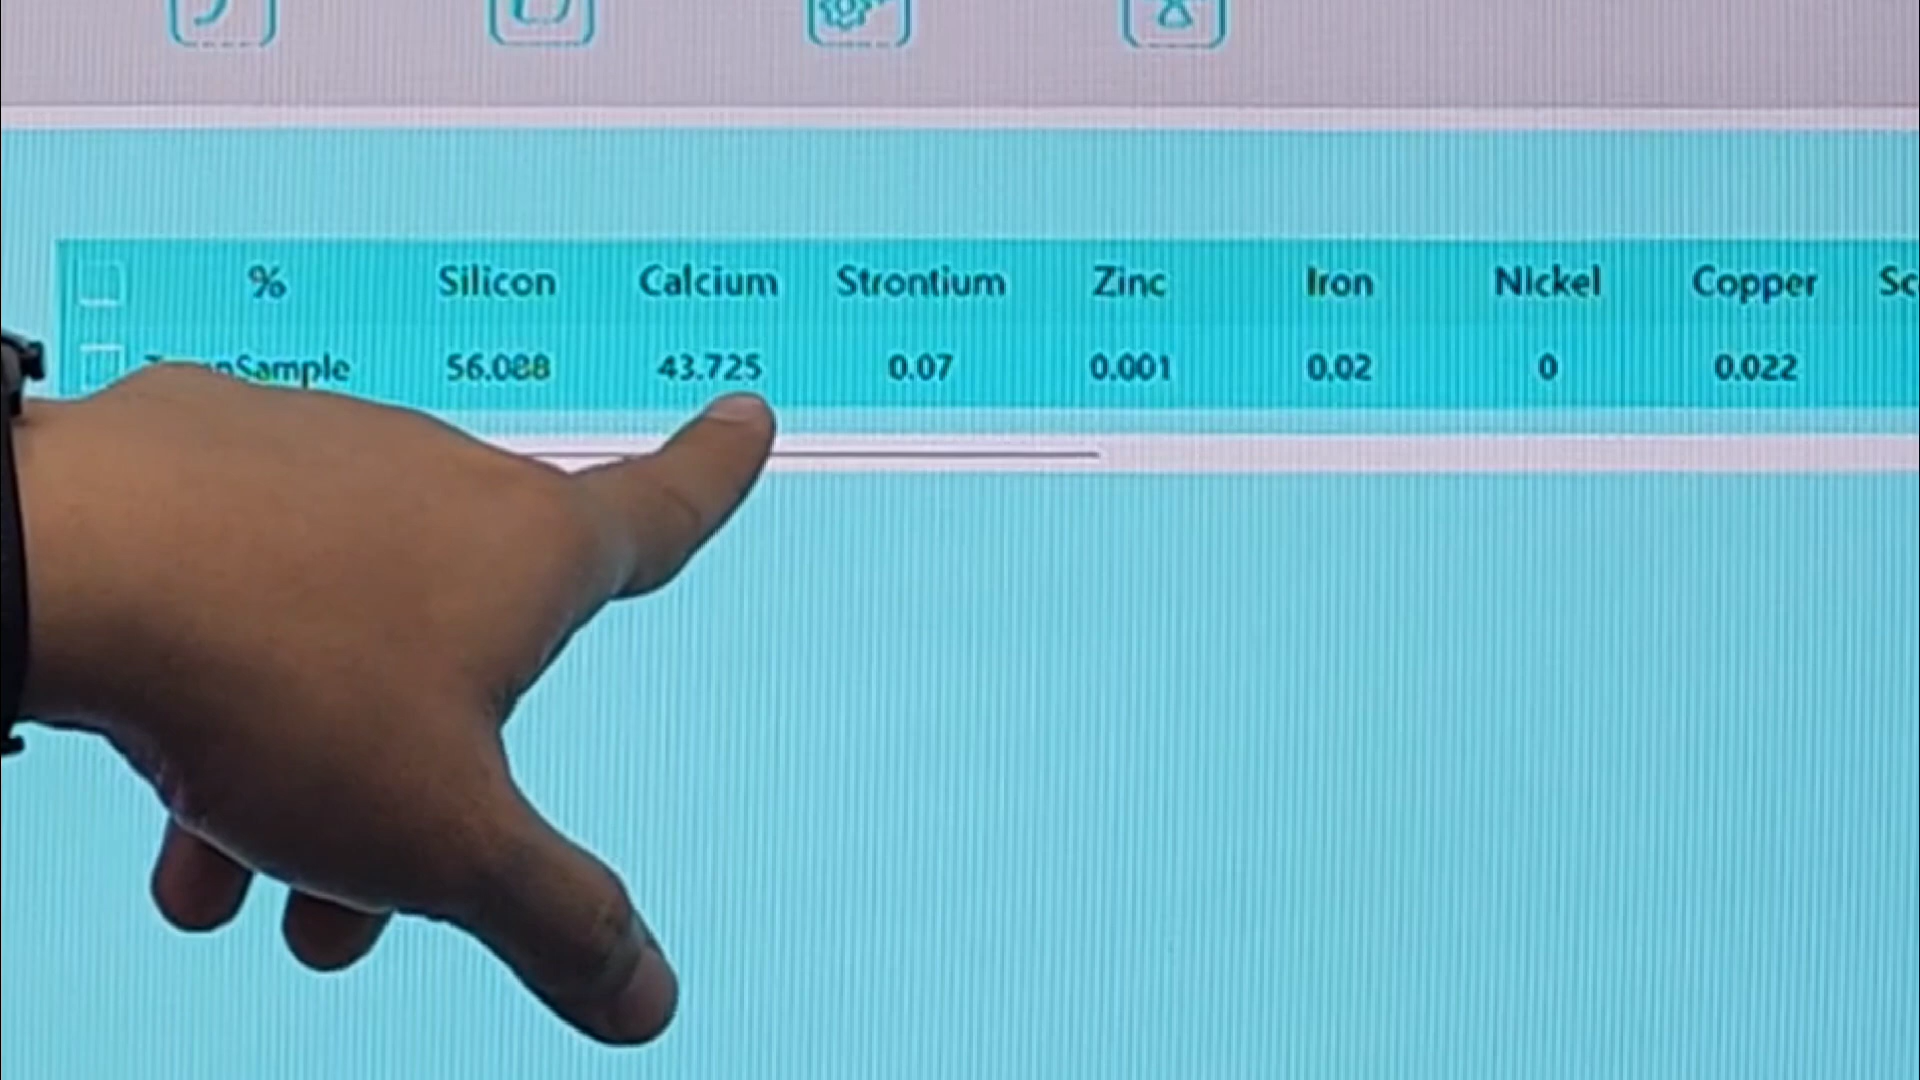 % Silicon Calcium Strontium Zinc Iron Nickel Copper
Sample 56.088 43.725 0.07 0.001 0.02 0 0.022